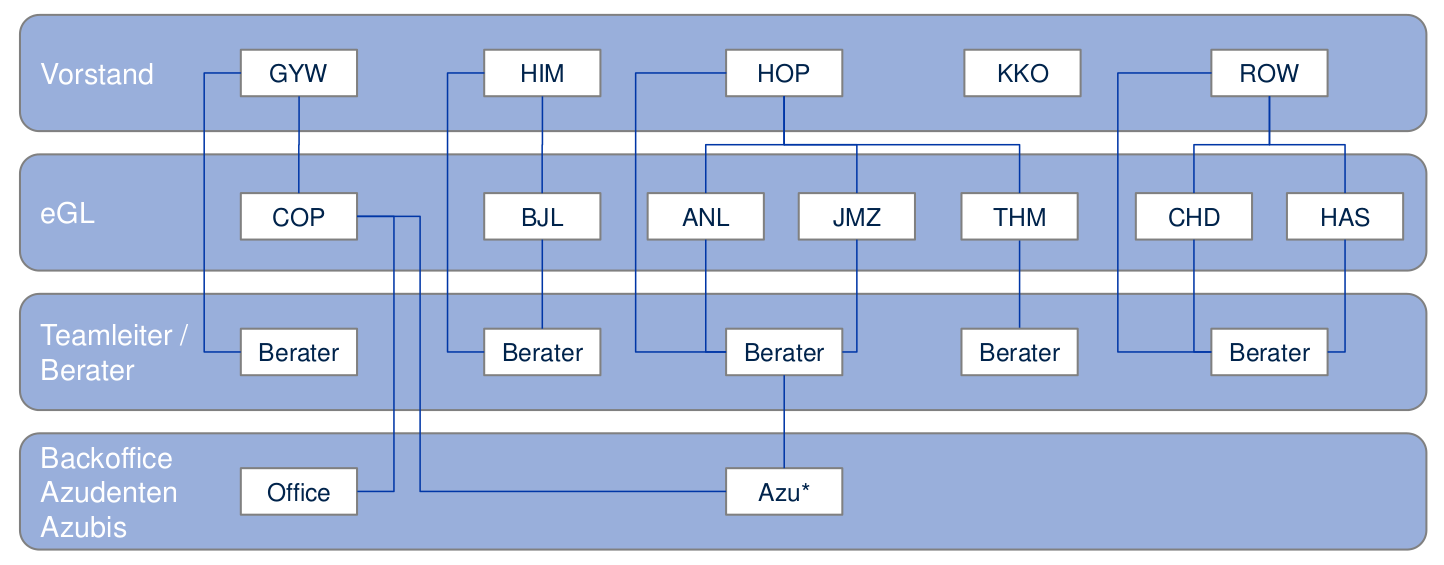 Vorstand
GYW
HIM
HOP
KKO
ROW
eGL
COP
BJL
ANL
JMZ
THM
CHD
HAS
Teamleiter /
Berater
Berater
Berater
Berater
Berater
Berater
Backoffice
Azudenten
Azubis
Office
Azu*